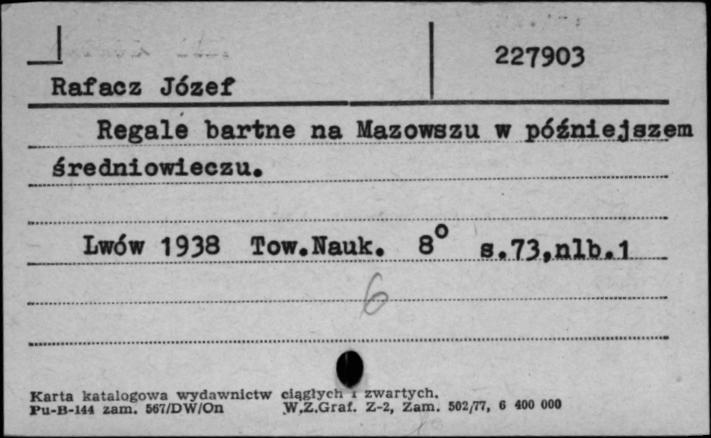 227903
Rafacz Józef
Regale bartne na Mazowszu w późniejszem
średniowieczu.
Lwów 1938 Tow.Nauk. 8° s.73,nlb.1
6
Karta katalogowa wydawnictw ciągłych i zwartych.
Pu-B-144 zam. 567/DW/On W.Z.Graf. Z-2, Zam. 502/77, 6 400 000